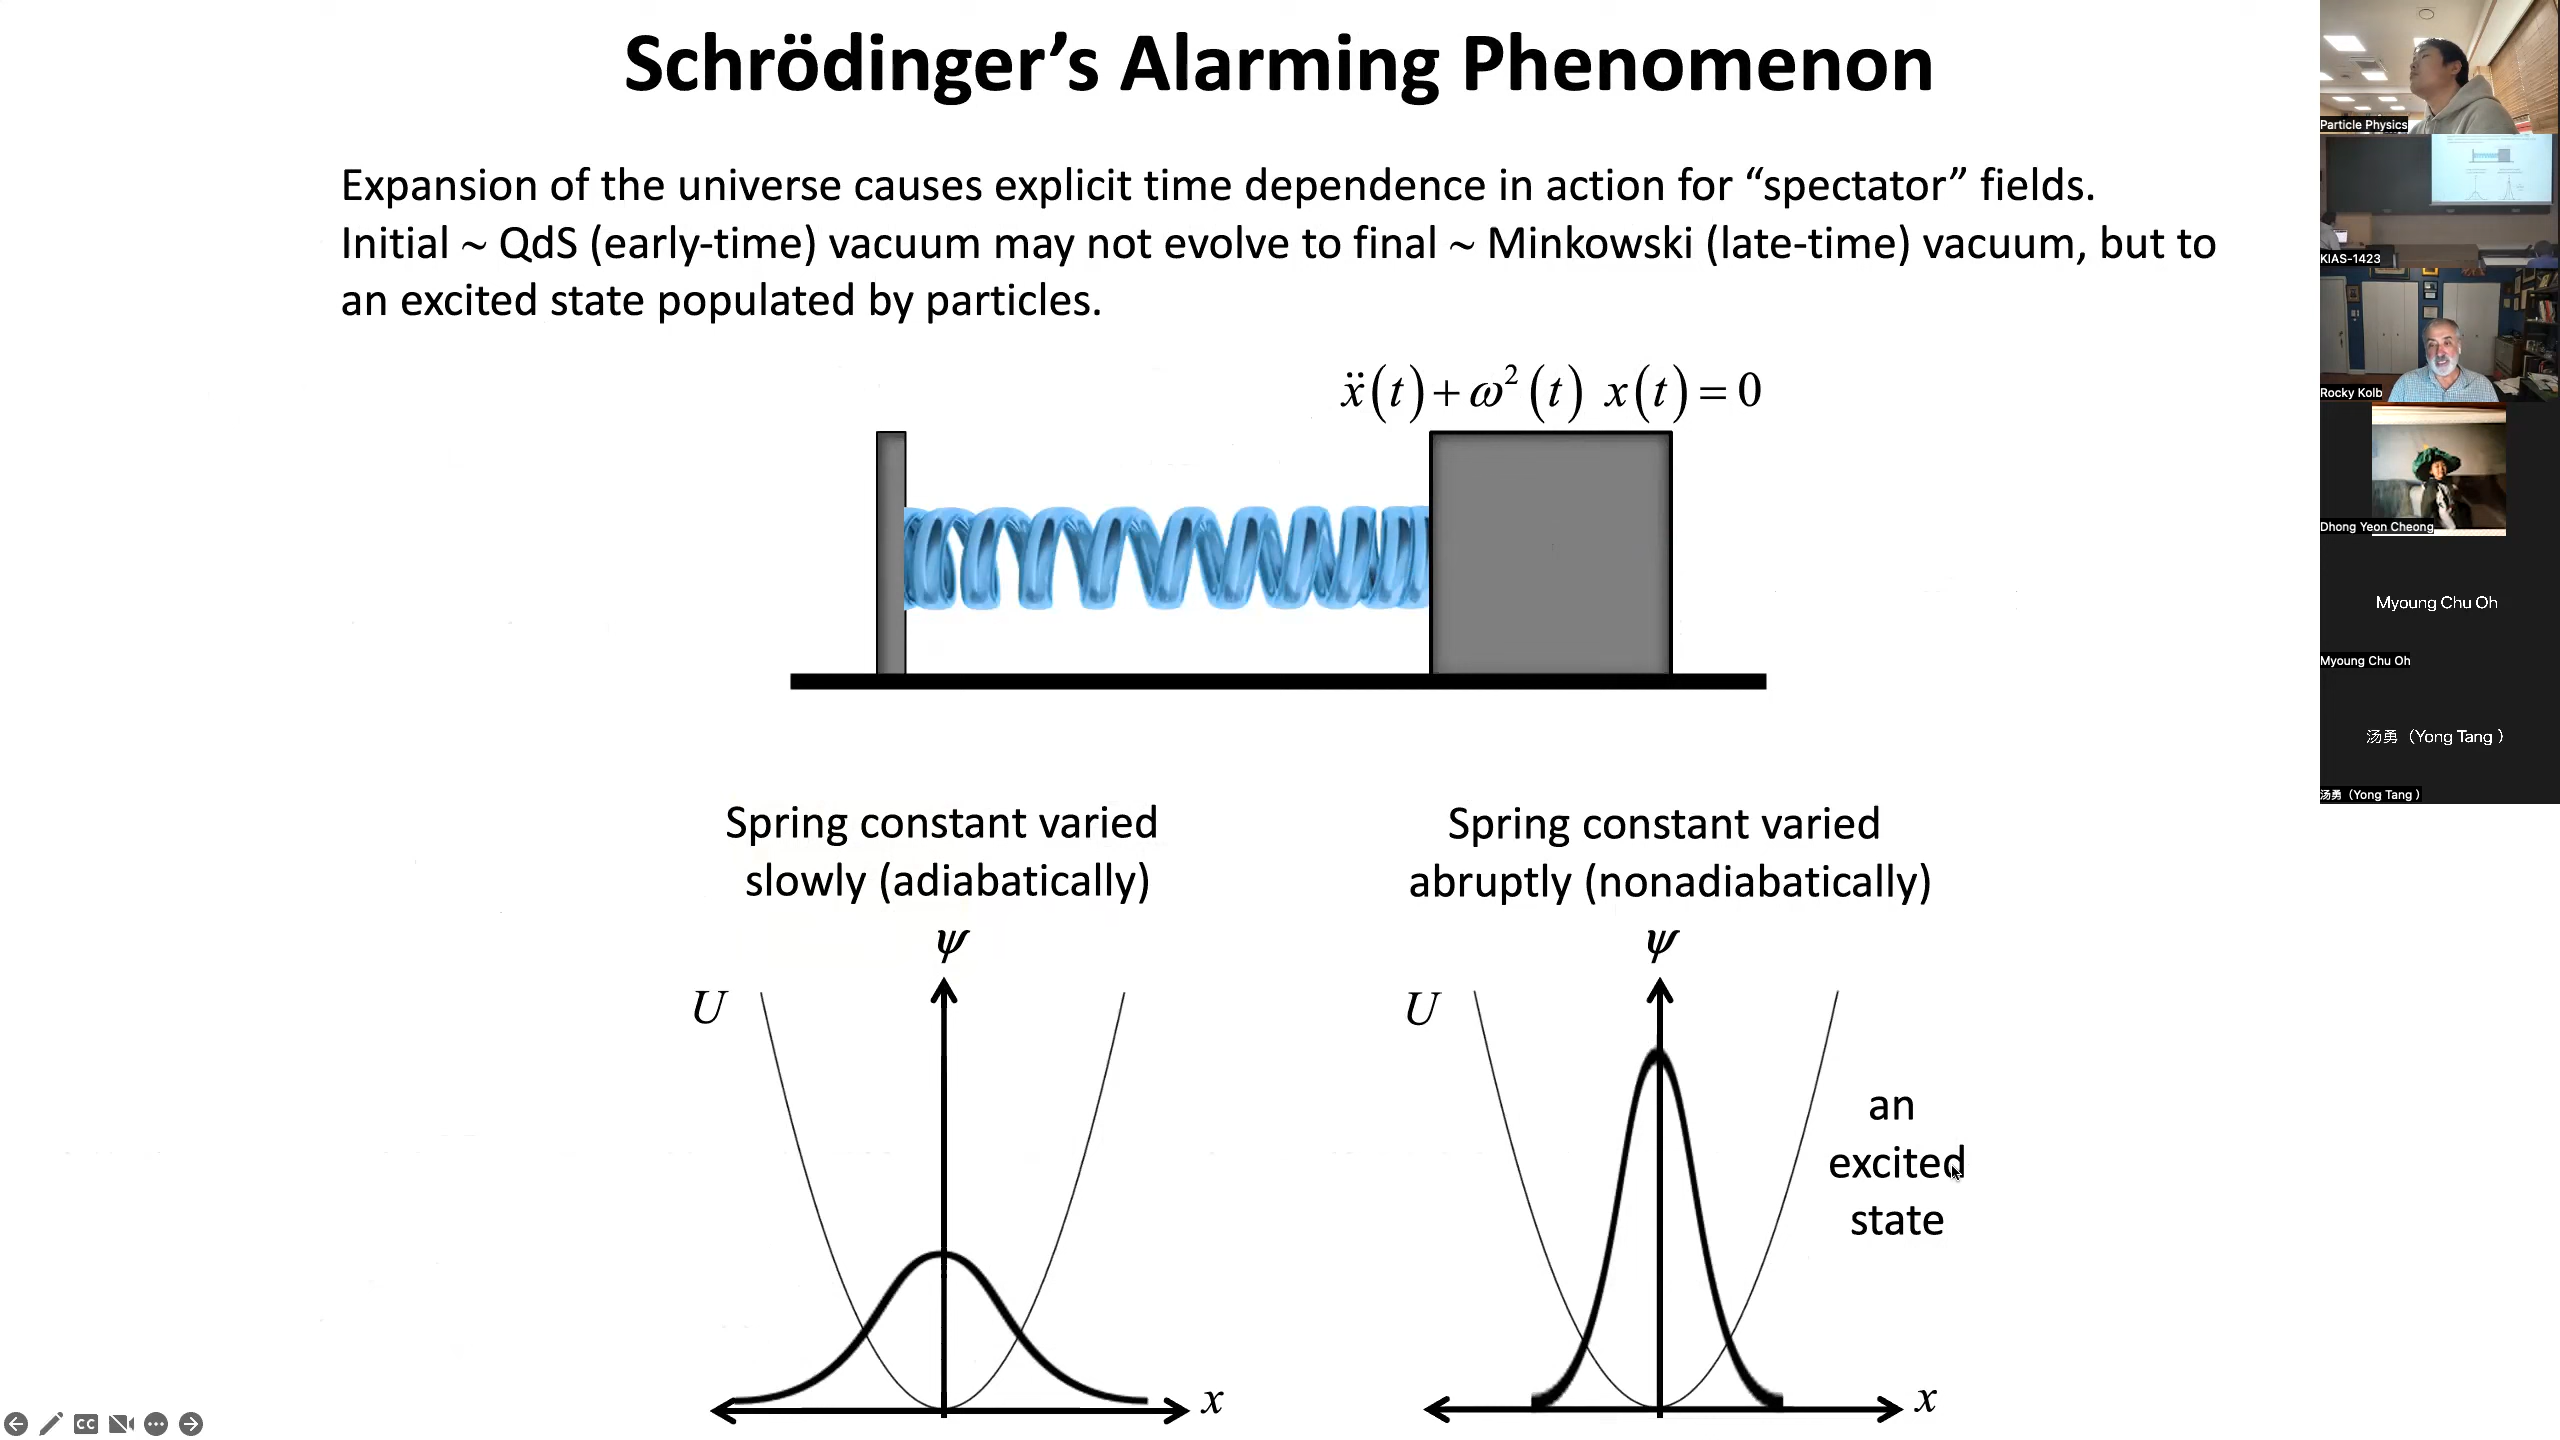 Schrödinger's Alarming Phenomenon
Expansion of the universe causes explicit time dependence in action for “spectator” fields.
Initial ~ QdS (early-time) vacuum may not evolve to final ~ Minkowski (late-time) vacuum, but to
an excited state populated by particles.
ẍ(t) + ω²(t) x(t) = 0
Spring constant varied
slowly (adiabatically)
ψ
U
x
Spring constant varied
abruptly (nonadiabatically)
ψ
U
an
excited
state
x
Particle Physics
KIAS-1423
Rocky Kolb
Dhong Yeon Cheong
Myoung Chu Oh
Myoung Chu Oh
汤勇（Yong Tang ）
汤勇（Yong Tang ）
CC